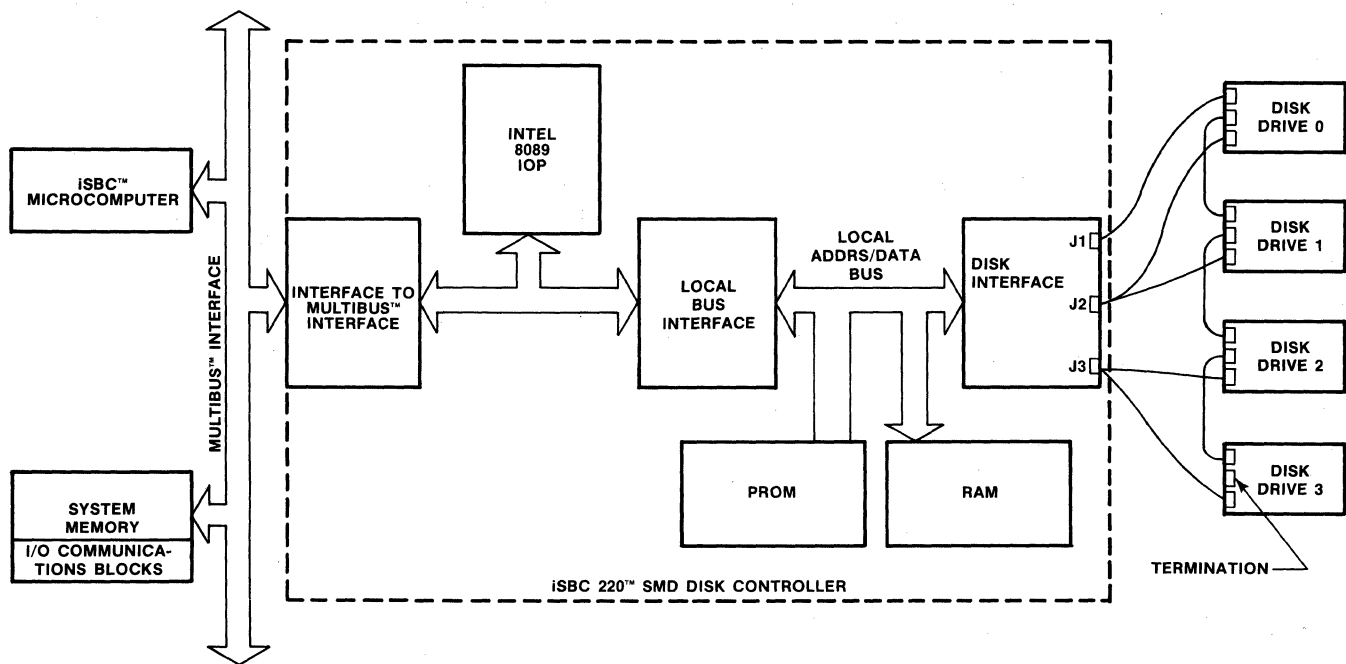 iSBC™
MICROCOMPUTER
SYSTEM
MEMORY
I/O COMMUNICA-
TIONS BLOCKS
MULTIBUS™ INTERFACE
INTERFACE TO
MULTIBUS™
INTERFACE
INTEL
8089
IOP
LOCAL
BUS
INTERFACE
LOCAL
ADDRS/DATA
BUS
DISK
INTERFACE
J1
J2
J3
PROM
RAM
iSBC 220™ SMD DISK CONTROLLER
DISK
DRIVE 0
DISK
DRIVE 1
DISK
DRIVE 2
DISK
DRIVE 3
TERMINATION